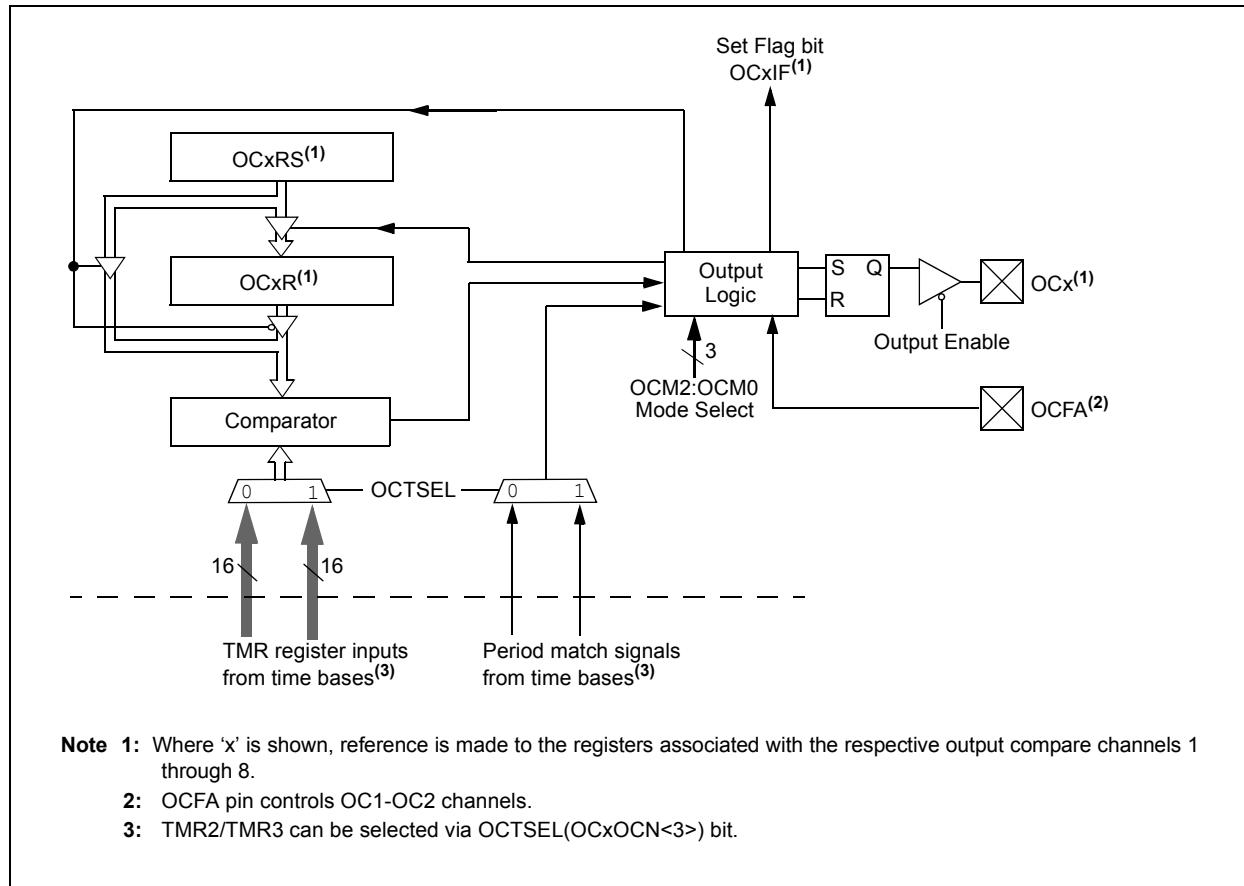 Set Flag bit
OCxIF(1)
OCxRS(1)
OCxR(1)
Output
Logic
S Q
R
OCx(1)
Output Enable
3
OCM2:OCM0
Mode Select
OCFA(2)
Comparator
0 1
OCTSEL
0 1
16
16
TMR register inputs
from time bases(3)
Period match signals
from time bases(3)
Note 1: Where ‘x’ is shown, reference is made to the registers associated with the respective output compare channels 1
through 8.
2: OCFA pin controls OC1-OC2 channels.
3: TMR2/TMR3 can be selected via OCTSEL(OCxOCN<3>) bit.